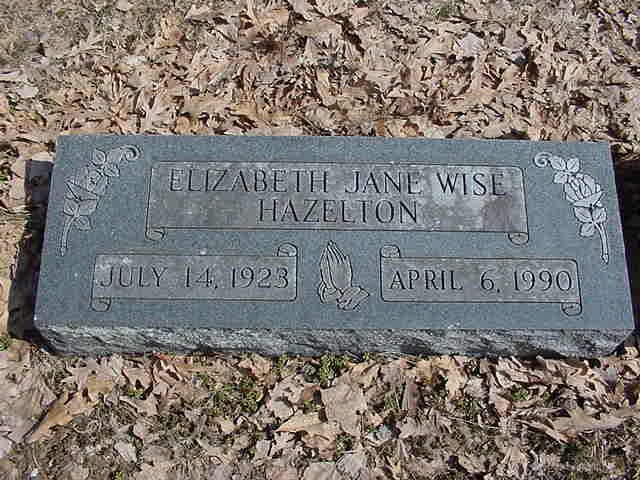 ELIZABETH JANE WISE
HAZELTON
JULY 14, 1923
APRIL 6, 1990